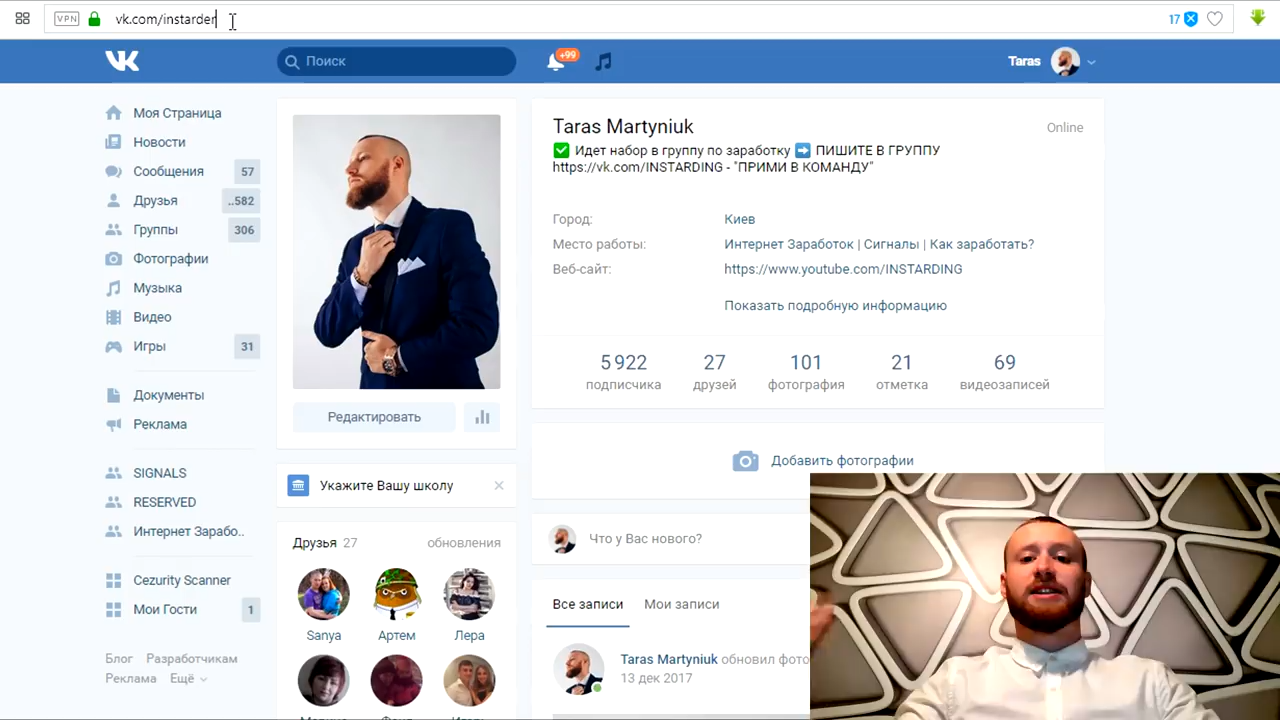 VPN
vk.com/instarder
17
Поиск
+99
Taras
Моя Страница
Новости
Сообщения 57
Друзья ..582
Группы 306
Фотографии
Музыка
Видео
Игры 31
Документы
Реклама
SIGNALS
RESERVED
Интернет Зарабо..
Cezurity Scanner
Мои Гости 1
Блог Разработчикам
Реклама Ещё
Редактировать
Укажите Вашу школу
Друзья 27 обновления
Sanya Артем Лера
Taras Martyniuk Online
Идет набор в группу по заработку ПИШИТЕ В ГРУППУ
https://vk.com/INSTARDING - "ПРИМИ В КОМАНДУ"
Город: Киев
Место работы: Интернет Заработок | Сигналы | Как заработать?
Веб-сайт: https://www.youtube.com/INSTARDING
Показать подробную информацию
5 922 27 101 21 69
подписчика друзей фотография отметка видеозаписей
Добавить фотографии
Что у Вас нового?
Все записи Мои записи
Taras Martyniuk обновил фото
13 дек 2017